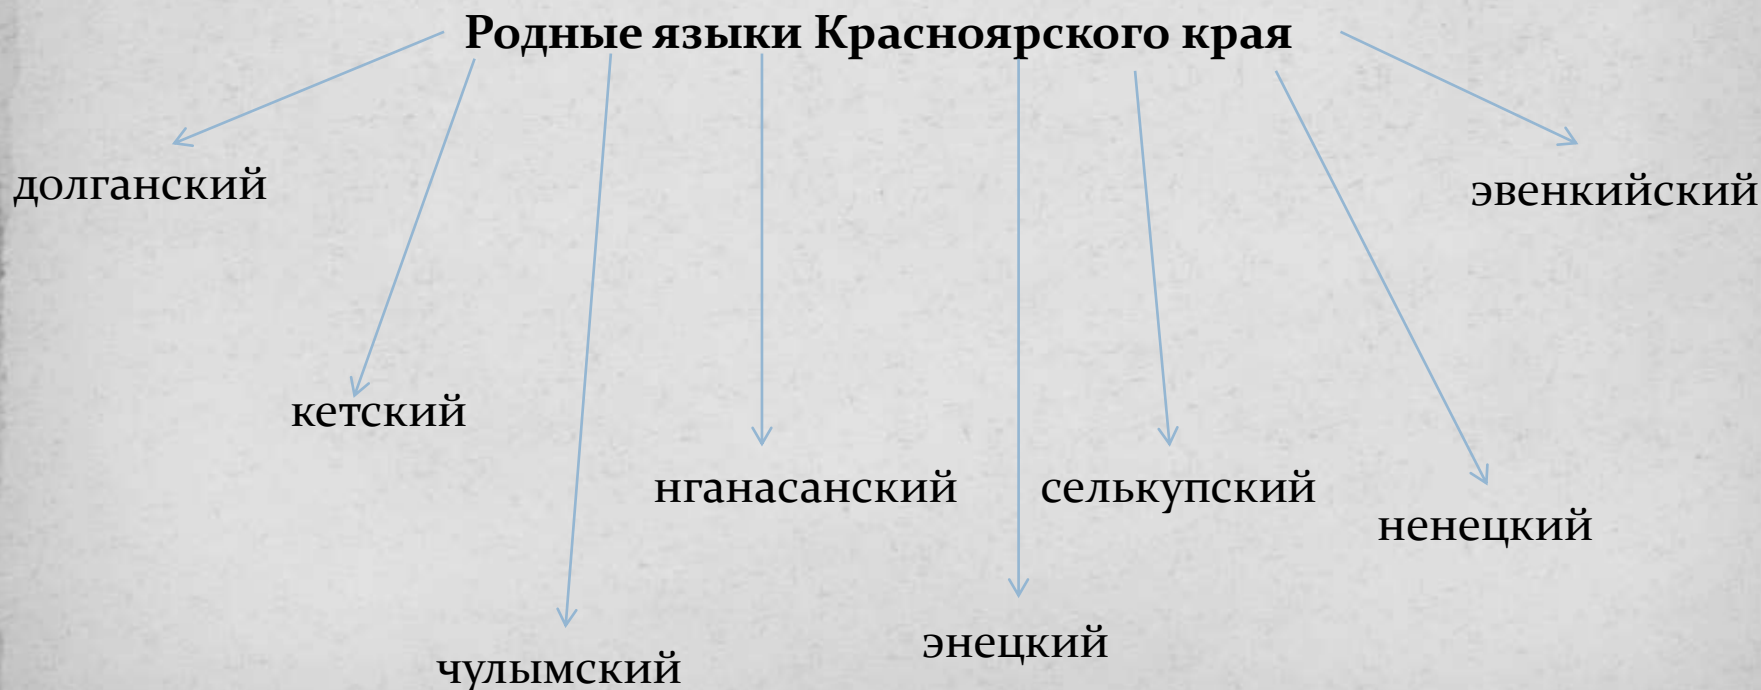 Родные языки Красноярского края
долганский
эвенкийский
кетский
нганасанский
селькупский
ненецкий
энецкий
чулымский